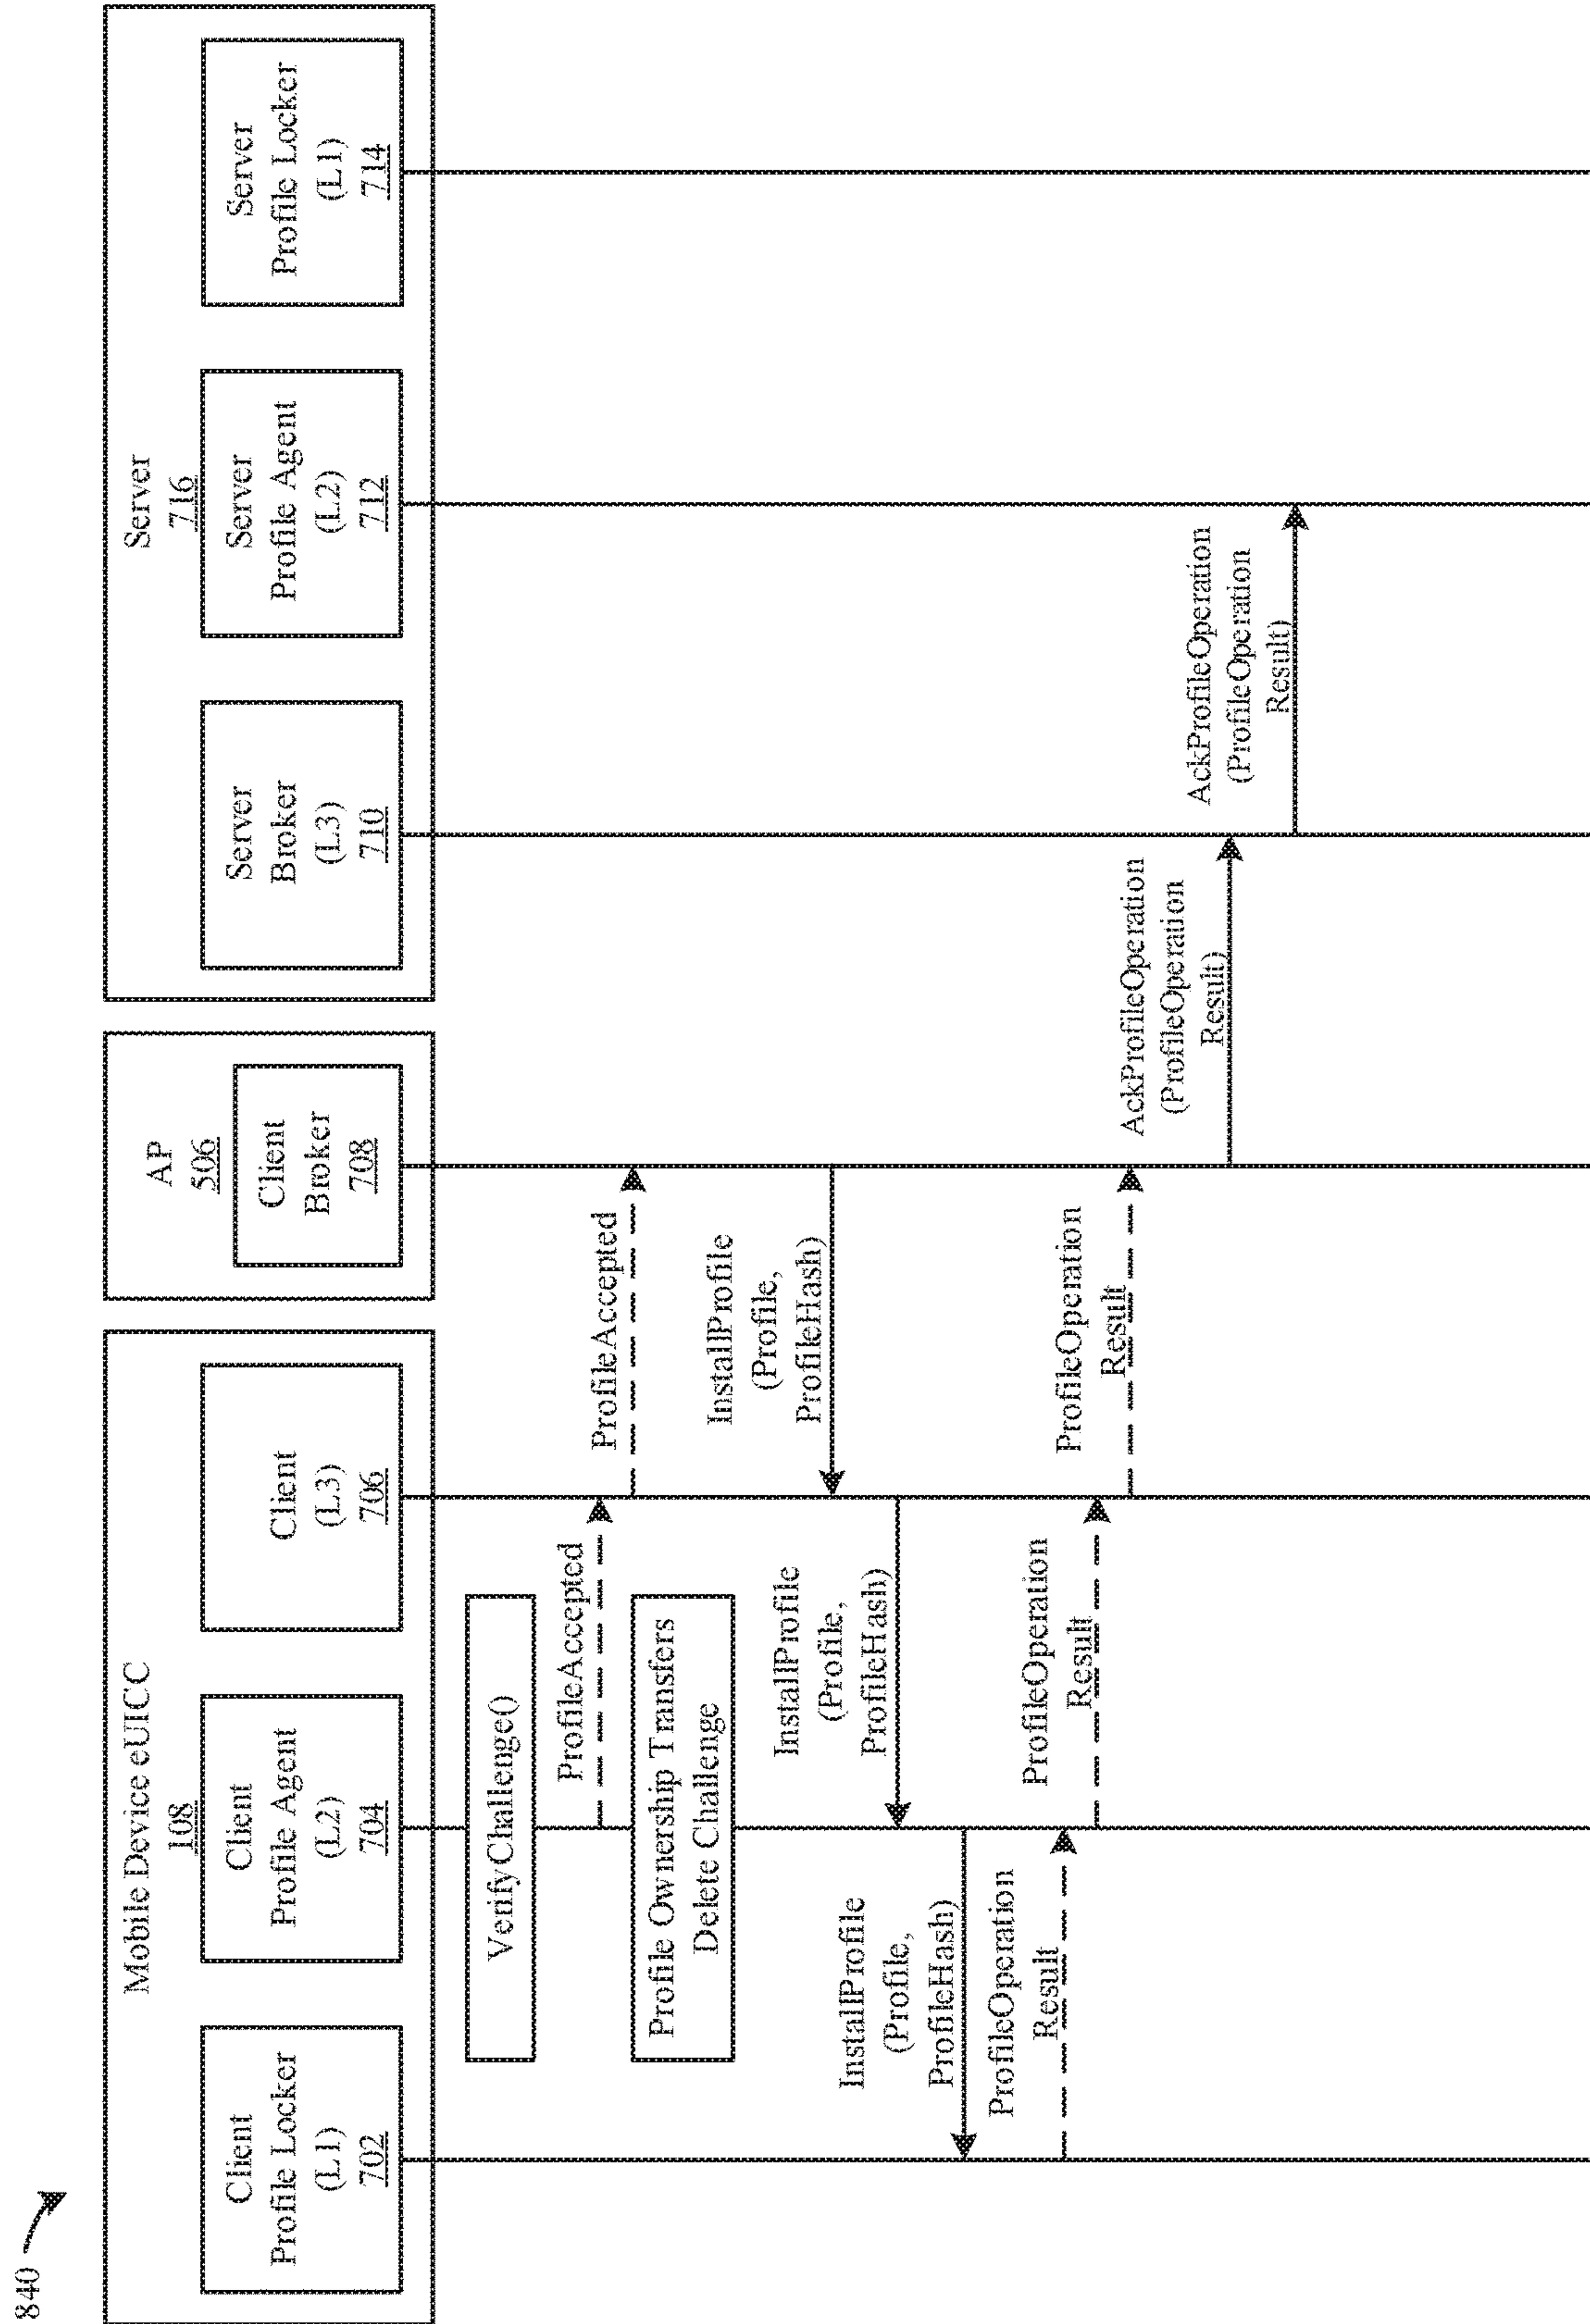 840
Mobile Device eUICC
108
Client
Profile Locker
(L1)
702
Client
Profile Agent
(L2)
704
Client
(L3)
706
AP
506
Client
Broker
708
Server
716
Server
Broker
(L3)
710
Server
Profile Agent
(L2)
712
Server
Profile Locker
(L1)
714
VerifyChallenge()
ProfileAccepted
ProfileAccepted
Profile Ownership Transfers
Delete Challenge
InstallProfile
(Profile,
ProfileHash)
InstallProfile
(Profile,
ProfileHash)
InstallProfile
(Profile,
ProfileHash)
ProfileOperation
Result
ProfileOperation
Result
ProfileOperation
Result
AckProfileOperation
(ProfileOperation
Result)
AckProfileOperation
(ProfileOperation
Result)